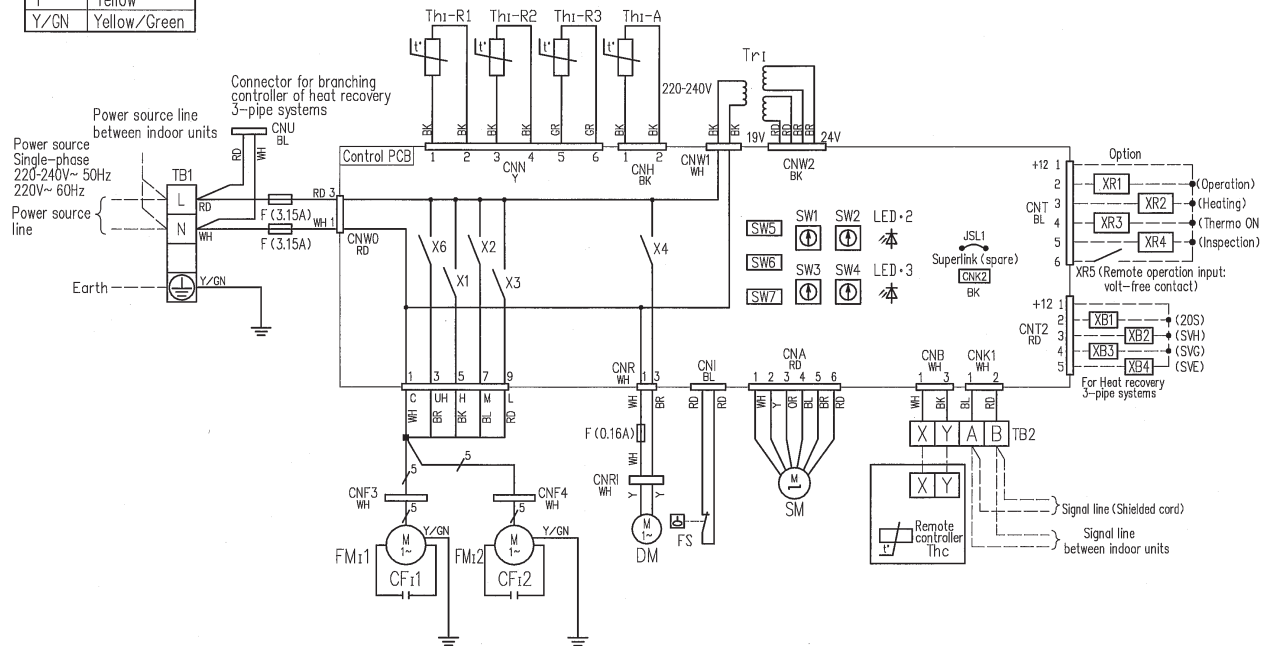 Y Yellow
Y/GN Yellow/Green
Connector for branching
controller of heat recovery
3-pipe systems
Power source line
between indoor units
CNU
BL
RD
WH
Power source
Single-phase
220-240V~ 50Hz
220V~ 60Hz
Power source
line
TB1
L
N
RD
WH
Y/GN
Earth
F(3.15A)
F(3.15A)
RD 3
WH 1
CNW0
RD
Control PCB
ThI-R1 ThI-R2 ThI-R3 ThI-A
t° t° t° t°
BK BK BK BK GR GR BK BK
1 2 3 4 5 6 1 2
CNN
Y
CNH
BK
TrI
220-240V
BK BK
CNW1
19V
RD RD BR BR
24V
CNW2
BK
X6 X1 X2 X3 X4
SW5
SW6
SW7
SW1 SW2 LED·2
SW3 SW4 LED·3
JSL1
Superlink (spare)
CNK2
BK
Option
+12 1
2
3
4
5
6
CNT
BL
XR1
XR2
XR3
XR4
(Operation)
(Heating)
(Thermo ON
(Inspection)
XR5 (Remote operation input:
volt-free contact)
+12 1
2
3
4
5
CNT2
RD
XB1
XB2
XB3
XB4
(20S)
(SVH)
(SVG)
(SVE)
For Heat recovery
3-pipe systems
1 3 5 7 9
C UH H M L
WH BR BK BL RD
5
5
CNF3
WH
5
CNF4
WH
5
M
1~
Y/GN
FMI1
CFI1
M
1~
Y/GN
FMI2
CFI2
CNR
WH
1 3
WH BR
F(0.16A)
WH
CNRI
WH
Y Y
M
1~
DM
CNI
BL
RD RD
FS
CNA
RD
1 2 3 4 5 6
WH Y OR BL BR RD
M
SM
CNB
WH
1 3
WH BK
CNK1
WH
1 2
BL RD
X Y A B TB2
X Y
Remote
controller
Thc
t°
Signal line (Shielded cord)
Signal line
between indoor units